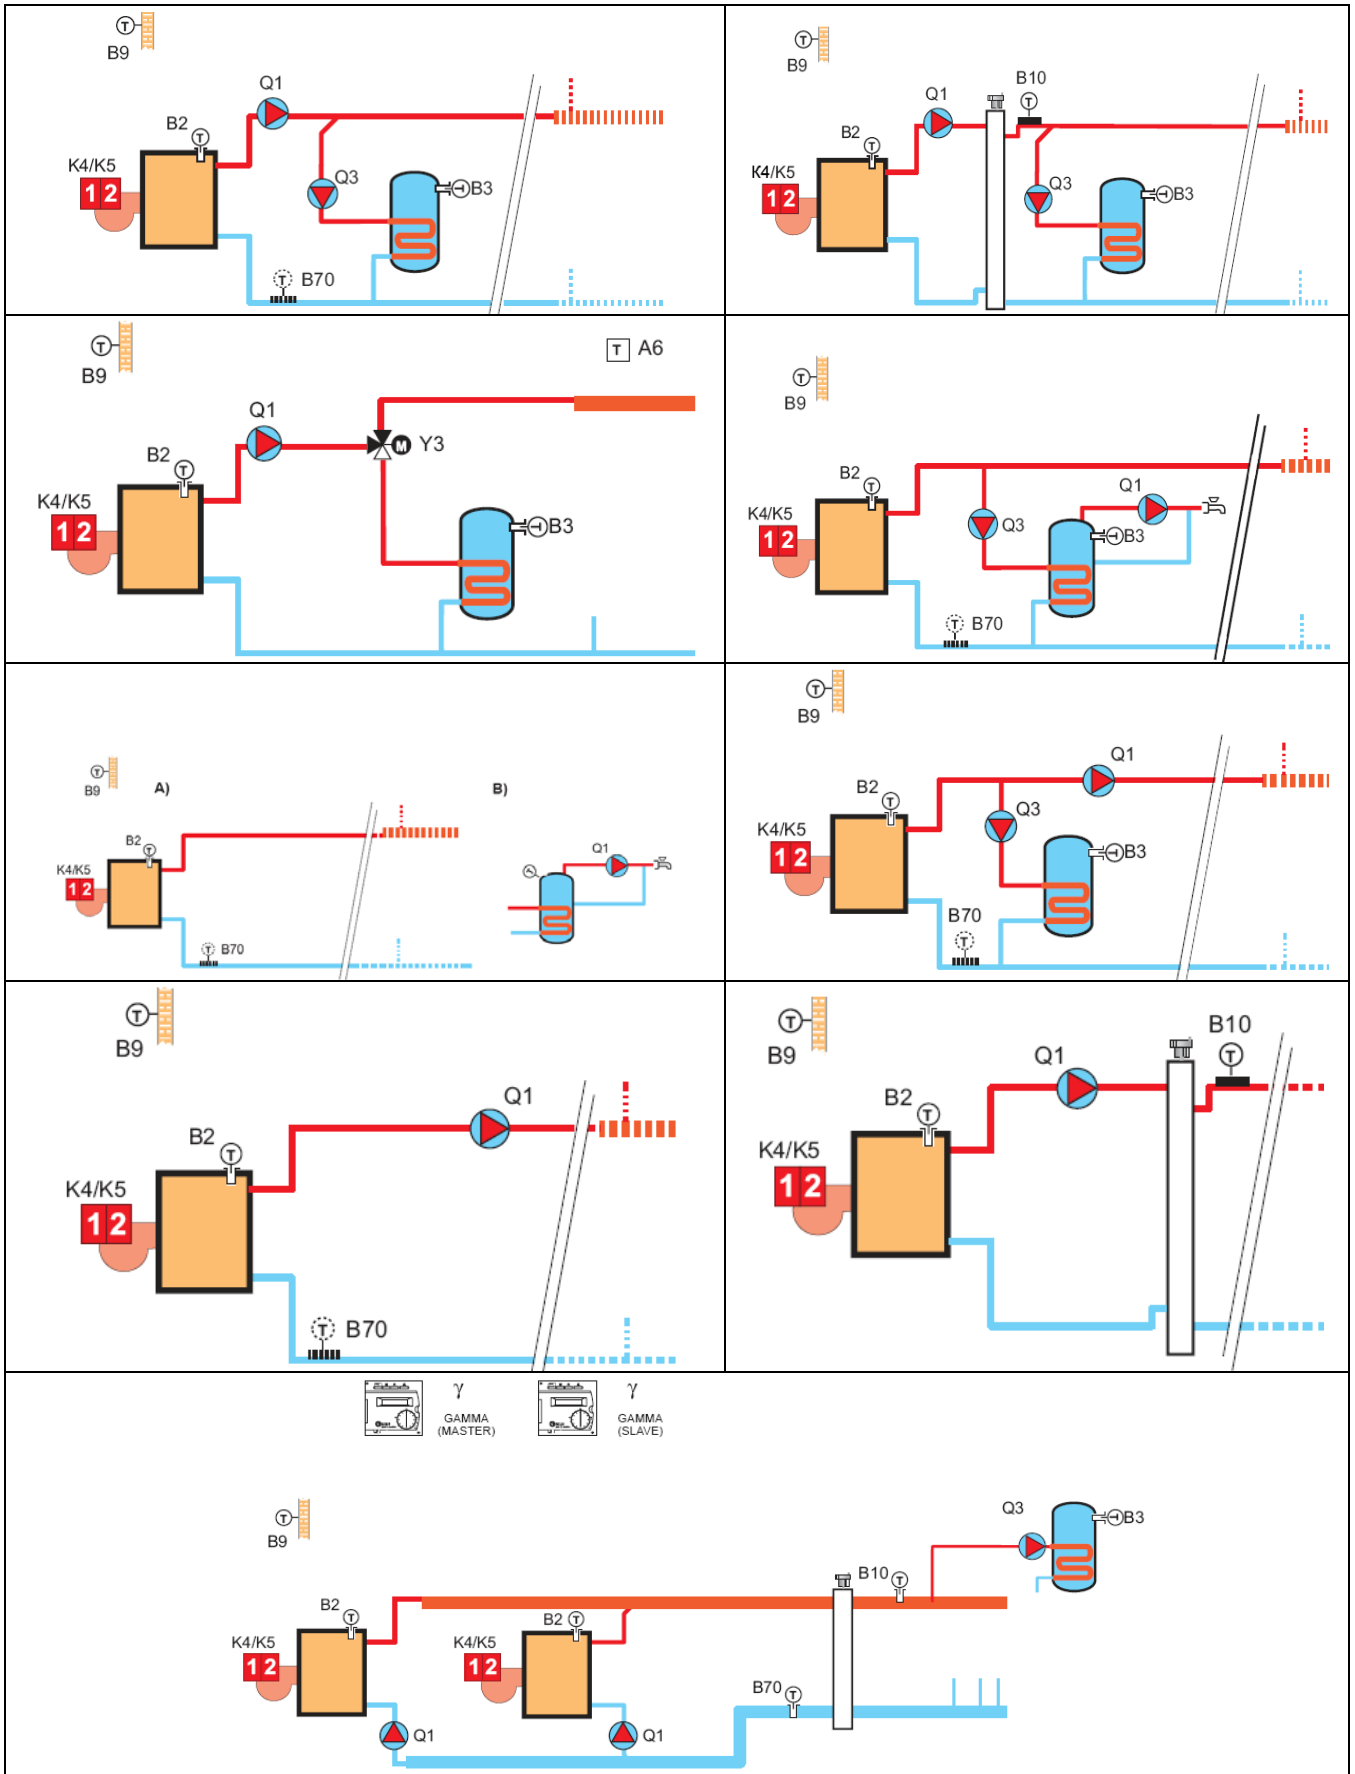 T
B9
Q1
B2
T
K4/K5
1 2
Q3
T B3
T B70
T
B9
B10
T
Q1
B2
T
K4/K5
1 2
Q3
T B3
T
B9
T A6
Q1
M Y3
B2
T
K4/K5
1 2
T B3
T
B9
B2
T
K4/K5
1 2
Q1
Q3
T B3
T B70
T
B9
A)
B)
B2
T
K4/K5
1 2
T B70
Q1
T
B9
Q1
B2
T
Q3
K4/K5
1 2
T B3
B70
T
T
B9
Q1
B2
T
K4/K5
1 2
T B70
T
B9
B10
T
Q1
B2
T
K4/K5
1 2
γ
GAMMA
(MASTER)
γ
GAMMA
(SLAVE)
T
B9
Q3
T B3
B10 T
B2
T
K4/K5
1 2
B2 T
K4/K5
1 2
B70 T
Q1
Q1